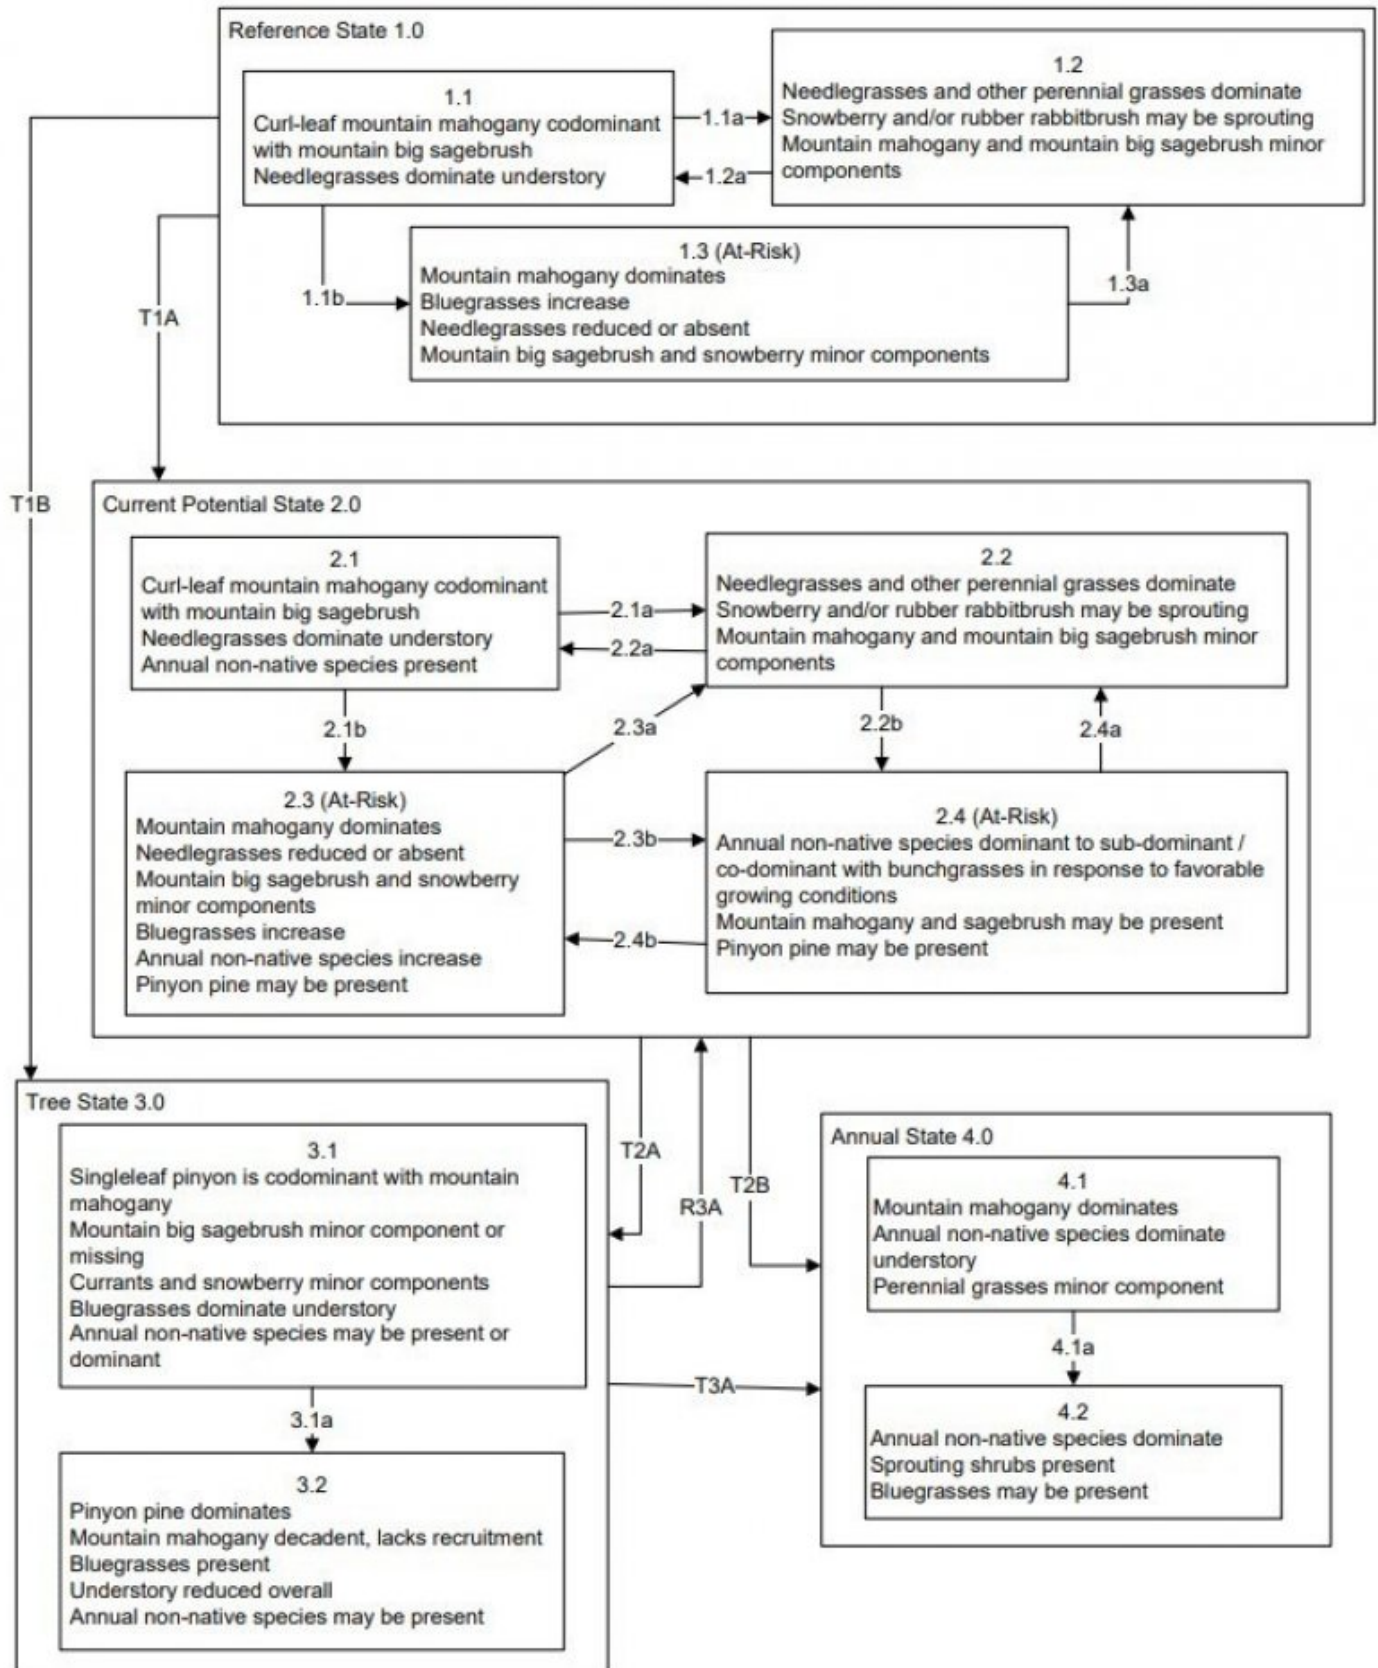 Reference State 1.0
1.1
Curl-leaf mountain mahogany codominant
with mountain big sagebrush
Needlegrasses dominate understory
1.1a
1.2a
1.2
Needlegrasses and other perennial grasses dominate
Snowberry and/or rubber rabbitbrush may be sprouting
Mountain mahogany and mountain big sagebrush minor
components
1.1b
1.3 (At-Risk)
Mountain mahogany dominates
Bluegrasses increase
Needlegrasses reduced or absent
Mountain big sagebrush and snowberry minor components
1.3a
T1A
T1B
Current Potential State 2.0
2.1
Curl-leaf mountain mahogany codominant
with mountain big sagebrush
Needlegrasses dominate understory
Annual non-native species present
2.1a
2.2a
2.2
Needlegrasses and other perennial grasses dominate
Snowberry and/or rubber rabbitbrush may be sprouting
Mountain mahogany and mountain big sagebrush minor
components
2.1b
2.3a
2.2b
2.4a
2.3 (At-Risk)
Mountain mahogany dominates
Needlegrasses reduced or absent
Mountain big sagebrush and snowberry
minor components
Bluegrasses increase
Annual non-native species increase
Pinyon pine may be present
2.3b
2.4b
2.4 (At-Risk)
Annual non-native species dominant to sub-dominant /
co-dominant with bunchgrasses in response to favorable
growing conditions
Mountain mahogany and sagebrush may be present
Pinyon pine may be present
Tree State 3.0
3.1
Singleleaf pinyon is codominant with mountain
mahogany
Mountain big sagebrush minor component or
missing
Currants and snowberry minor components
Bluegrasses dominate understory
Annual non-native species may be present or
dominant
3.1a
3.2
Pinyon pine dominates
Mountain mahogany decadent, lacks recruitment
Bluegrasses present
Understory reduced overall
Annual non-native species may be present
T2A
R3A
T2B
T3A
Annual State 4.0
4.1
Mountain mahogany dominates
Annual non-native species dominate
understory
Perennial grasses minor component
4.1a
4.2
Annual non-native species dominate
Sprouting shrubs present
Bluegrasses may be present